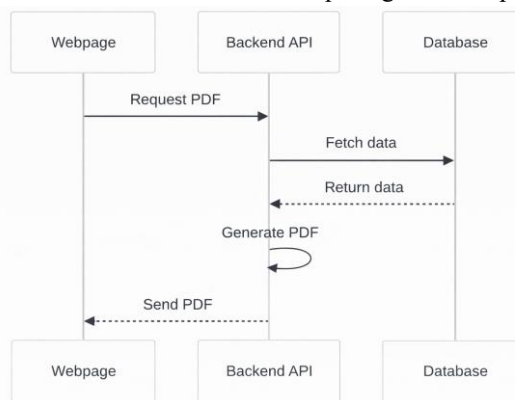 Webpage
Backend API
Database
Request PDF
Fetch data
Return data
Generate PDF
Send PDF
Webpage
Backend API
Database